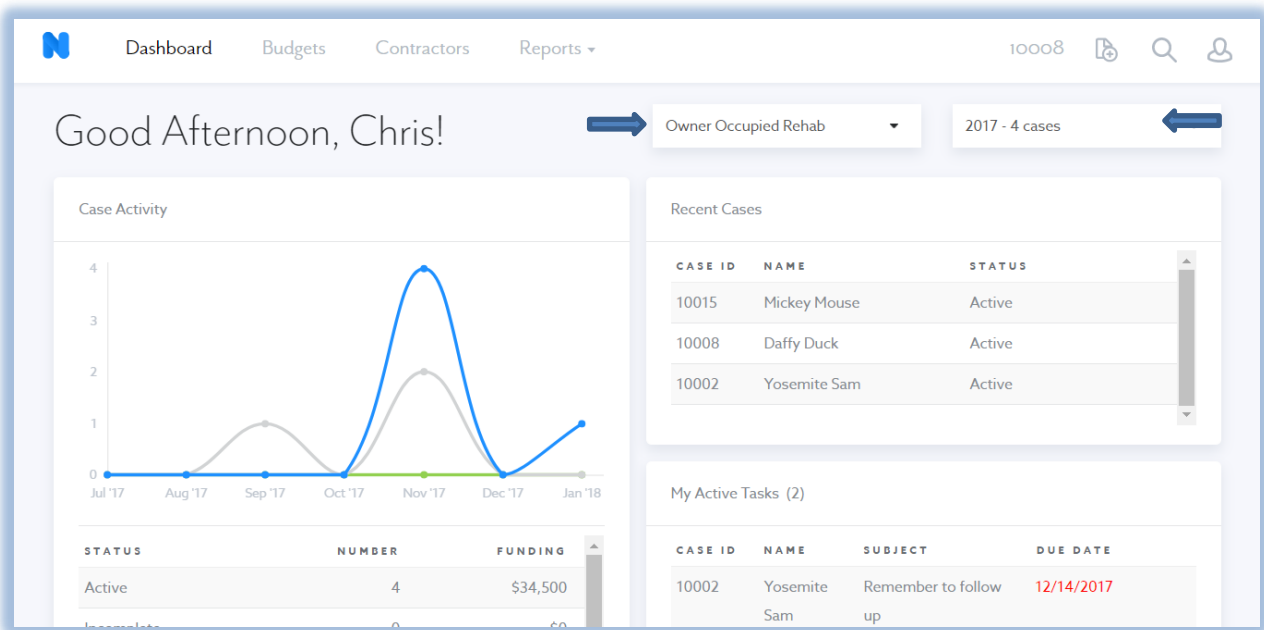 N Dashboard Budgets Contractors Reports 10008
Good Afternoon, Chris!
Owner Occupied Rehab
2017 - 4 cases
Case Activity
4
3
2
1
0
Jul '17 Aug '17 Sep '17 Oct '17 Nov '17 Dec '17 Jan '18
STATUS NUMBER FUNDING
Active 4 $34,500
Incomplete 0 $0
Recent Cases
CASE ID NAME STATUS
10015 Mickey Mouse Active
10008 Daffy Duck Active
10002 Yosemite Sam Active
My Active Tasks (2)
CASE ID NAME SUBJECT DUE DATE
10002 Yosemite Remember to follow 12/14/2017
Sam up